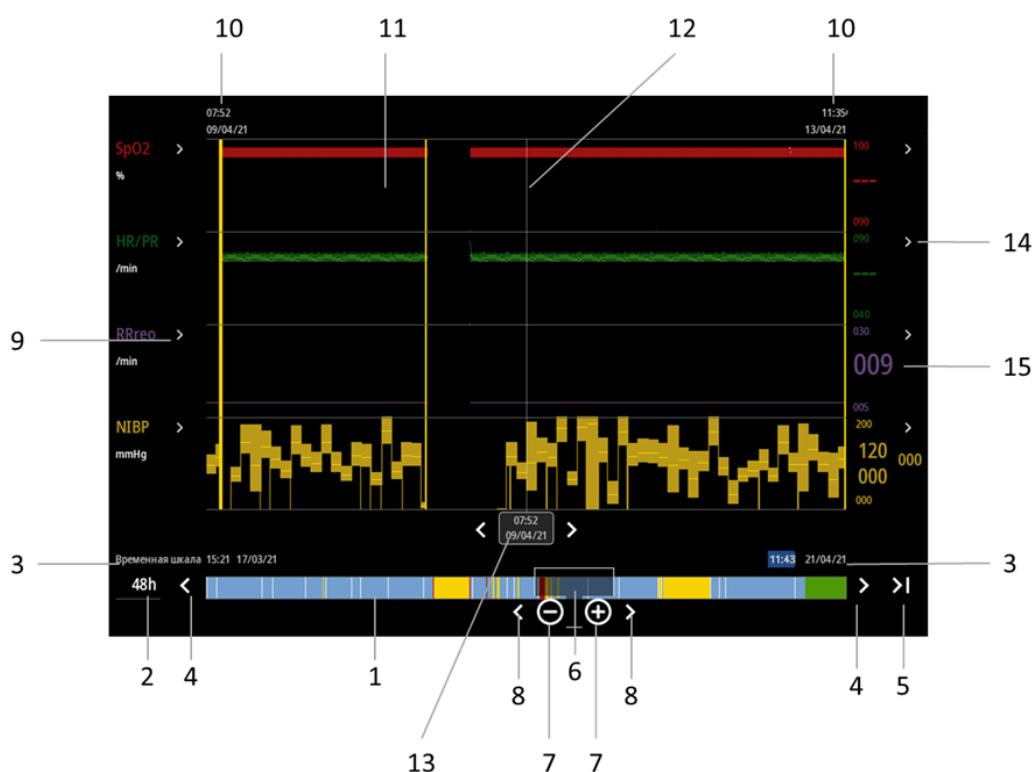 10 11 12 10
07:52 11:35
09/04/21 13/04/21
SpO2 > 100 >
%
---
090
HR/PR > 090 > 14
/min
---
040
RRreo > 030 >
9
/min 009 15
005
NIBP > 200 >
mmHg 120
000 000
000
< 07:52 >
09/04/21
3 Временная шкала 15:21 17/03/21 11:43 21/04/21 3
48h < > >|
< − + >
2 4 1 8 6 8 4 5
13 7 7